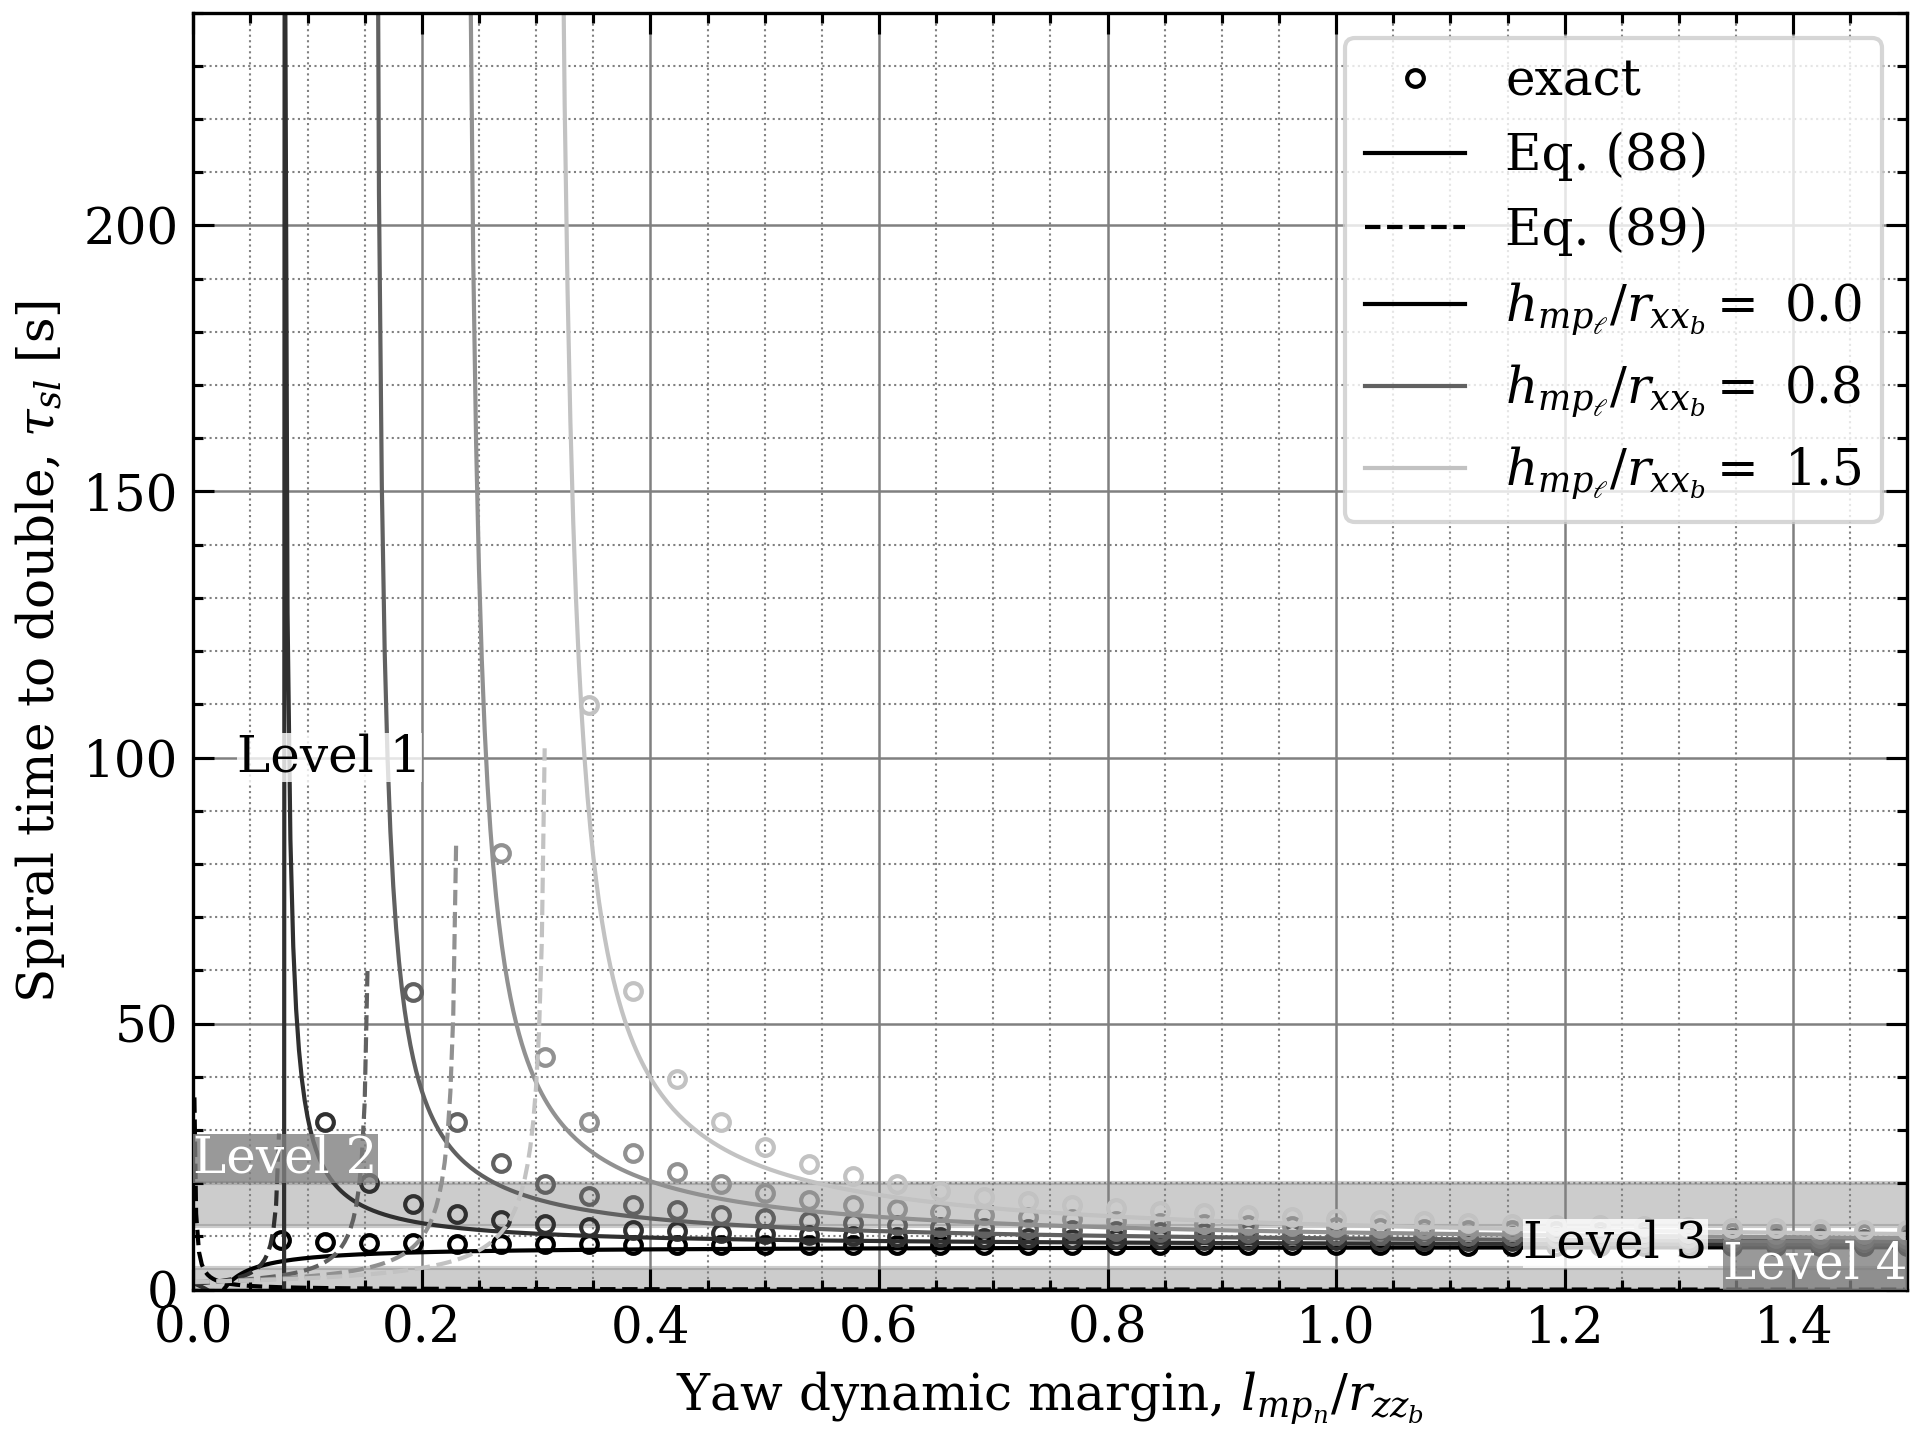 exact
Eq. (88)
Eq. (89)
h_{mp_ℓ}/r_{xx_b} = 0.0
h_{mp_ℓ}/r_{xx_b} = 0.8
h_{mp_ℓ}/r_{xx_b} = 1.5
Spiral time to double, τ_{sl} [s]
200
150
100
50
0
Level 1
Level 2
Level 3
Level 4
0.0 0.2 0.4 0.6 0.8 1.0 1.2 1.4
Yaw dynamic margin, l_{mp_n}/r_{zz_b}